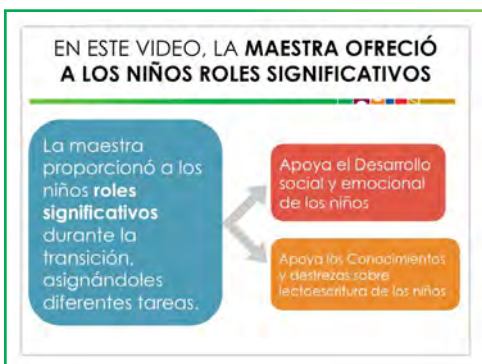 EN ESTE VIDEO, LA MAESTRA OFRECIÓ
A LOS NIÑOS ROLES SIGNIFICATIVOS
La maestra
proporcionó a los
niños roles
significativos
durante la
transición,
asignándoles
diferentes tareas.
Apoya el Desarrollo
social y emocional
de los niños
Apoya los Conocimientos
y destrezas sobre
lectoescritura de los niños